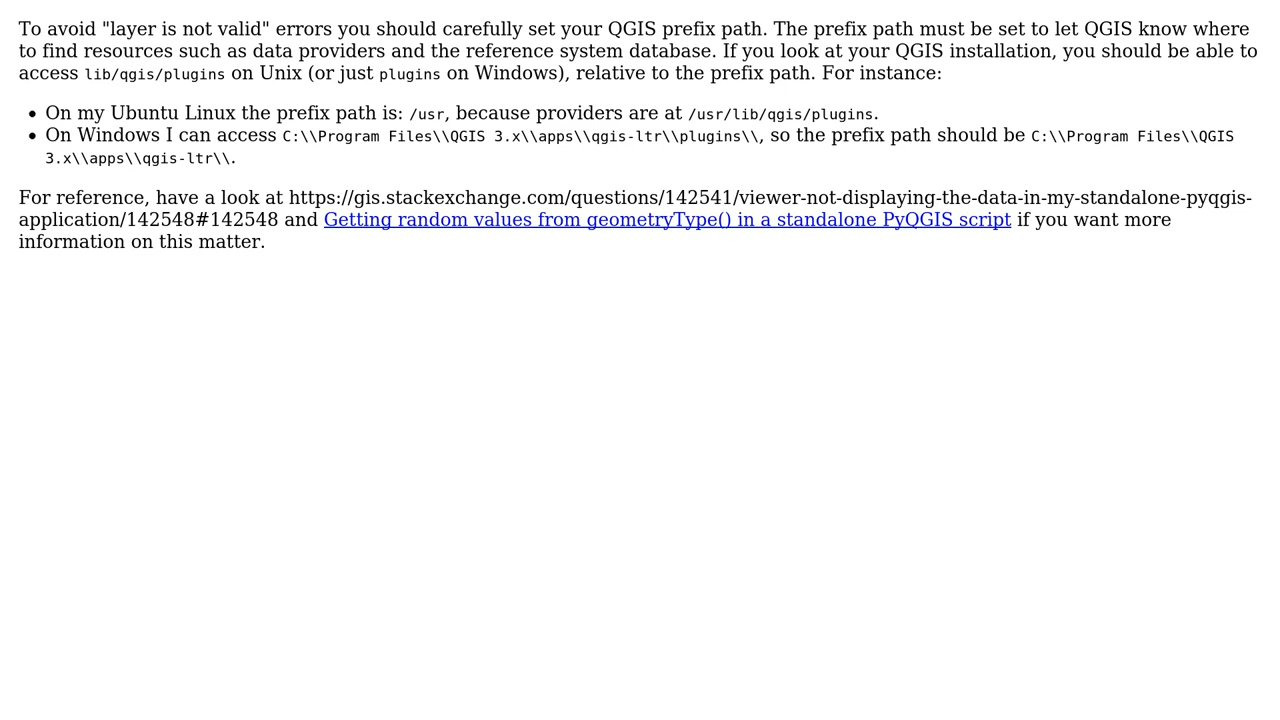 To avoid "layer is not valid" errors you should carefully set your QGIS prefix path. The prefix path must be set to let QGIS know where
to find resources such as data providers and the reference system database. If you look at your QGIS installation, you should be able to
access lib/qgis/plugins on Unix (or just plugins on Windows), relative to the prefix path. For instance:
• On my Ubuntu Linux the prefix path is: /usr, because providers are at /usr/lib/qgis/plugins.
• On Windows I can access C:\\Program Files\\QGIS 3.x\\apps\\qgis-ltr\\plugins\\, so the prefix path should be C:\\Program Files\\QGIS
3.x\\apps\\qgis-ltr\\.
For reference, have a look at https://gis.stackexchange.com/questions/142541/viewer-not-displaying-the-data-in-my-standalone-pyqgis-
application/142548#142548 and Getting random values from geometryType() in a standalone PyQGIS script if you want more
information on this matter.